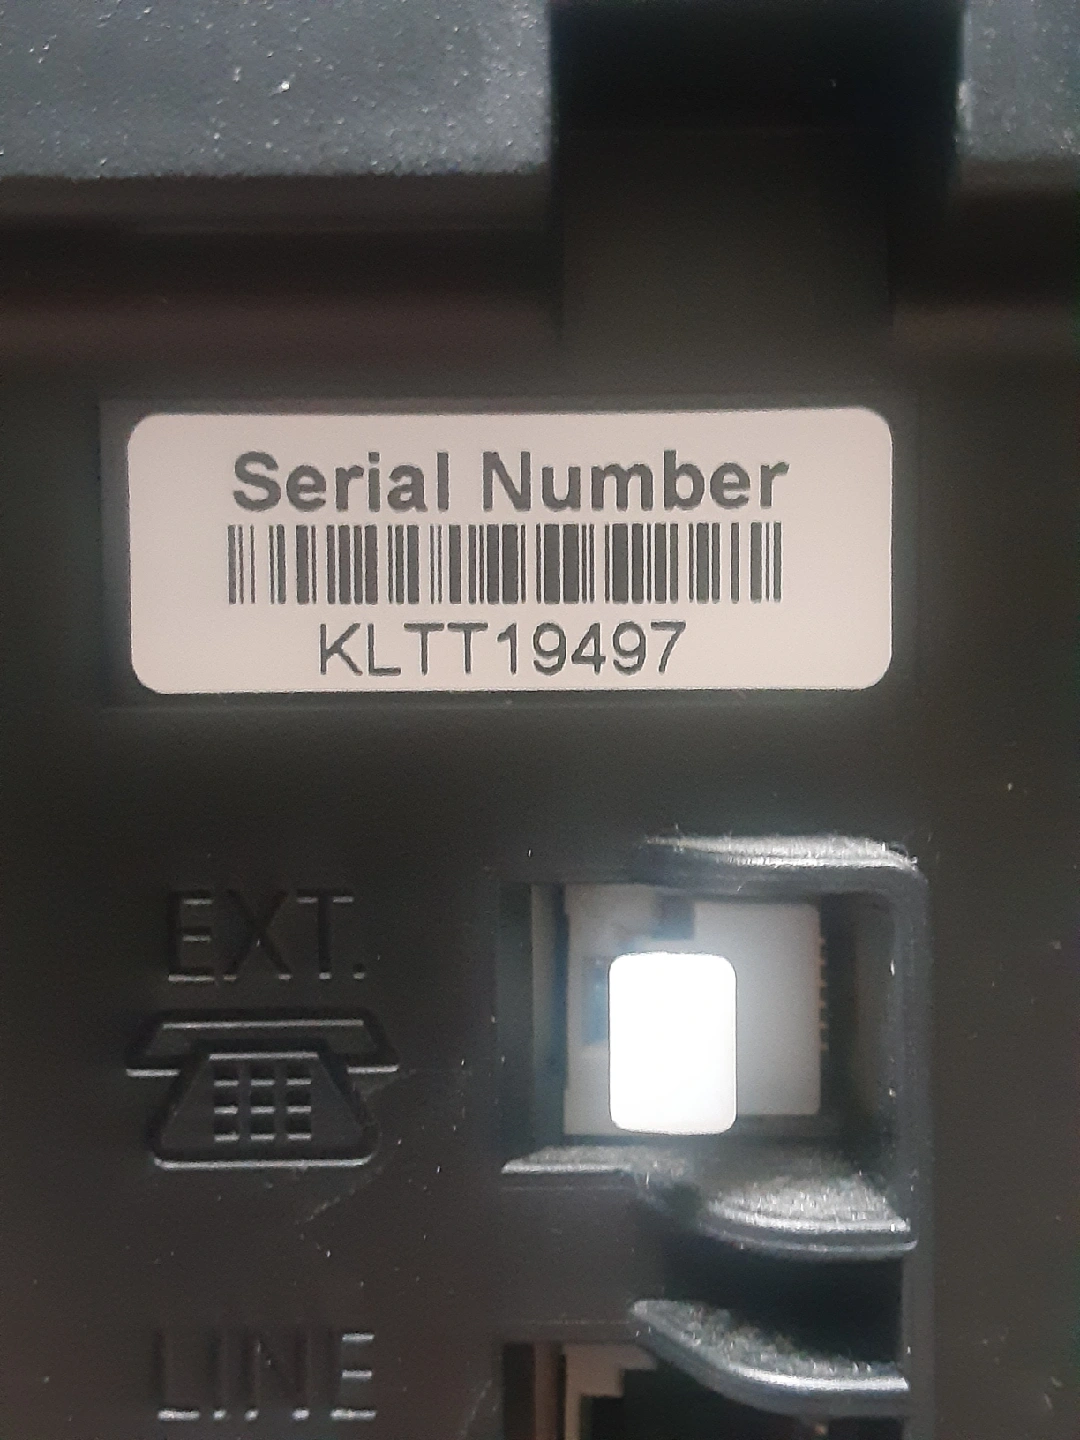 Serial Number
KLTT19497
EXT.
LINE